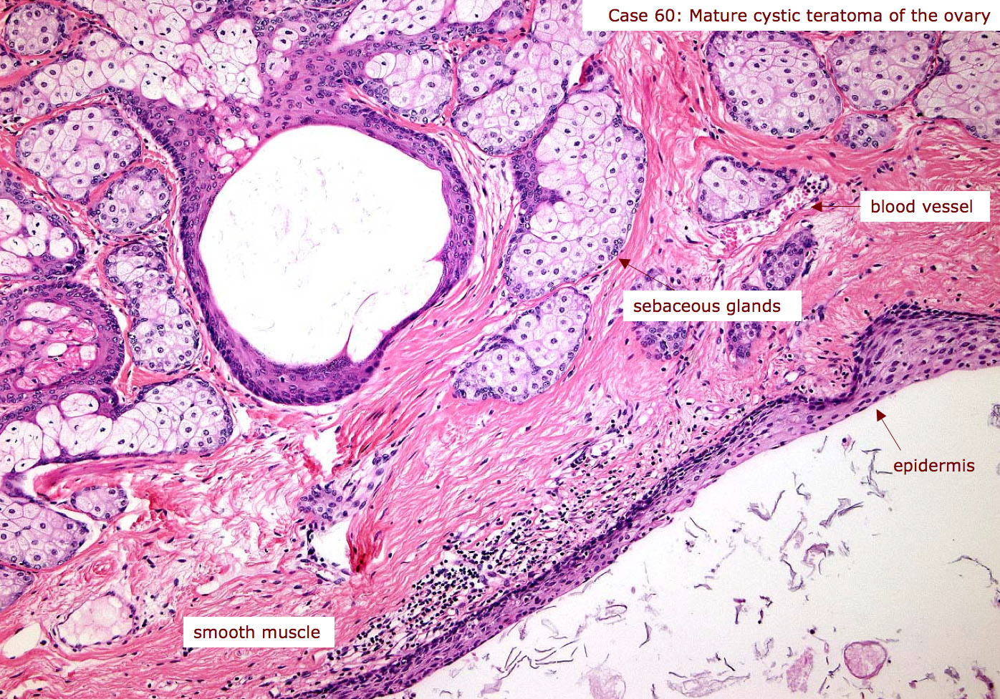 Case 60: Mature cystic teratoma of the ovary
blood vessel
sebaceous glands
epidermis
smooth muscle